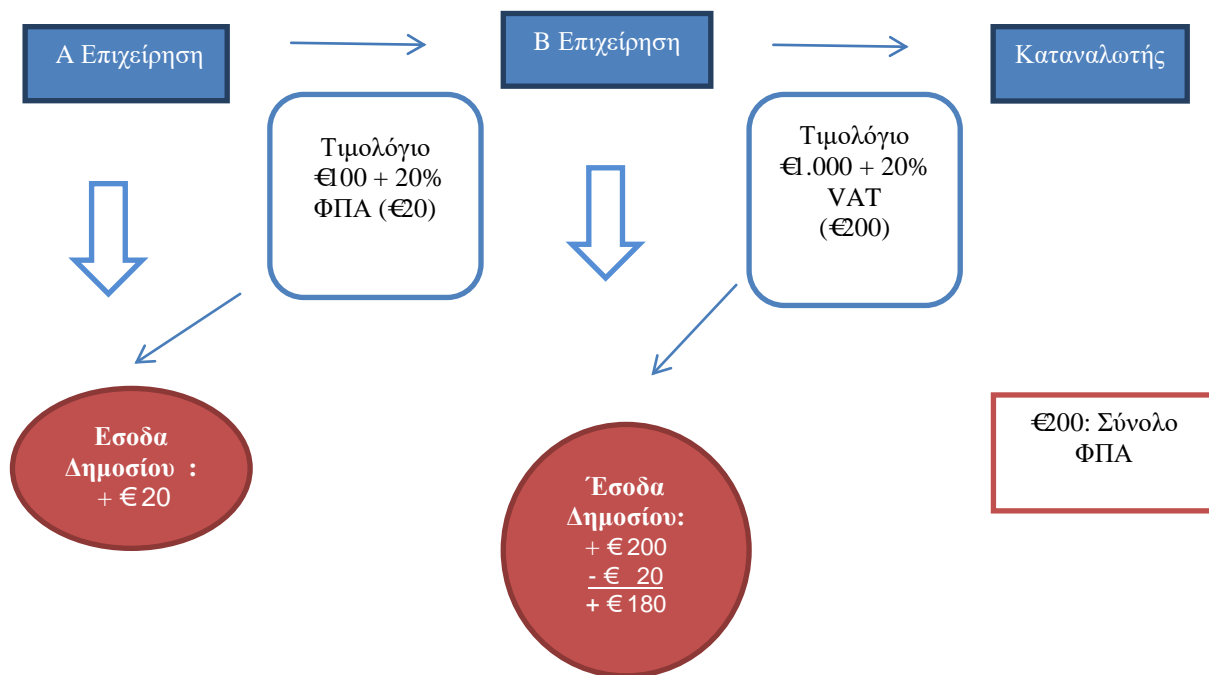 Α Επιχείρηση
Β Επιχείρηση
Καταναλωτής
Τιμολόγιο
€100 + 20%
ΦΠΑ (€20)
Τιμολόγιο
€1.000 + 20%
VAT
(€200)
Εσοδα
Δημοσίου :
+ € 20
Έσοδα
Δημοσίου:
+ € 200
- € 20
+ € 180
€200: Σύνολο
ΦΠΑ